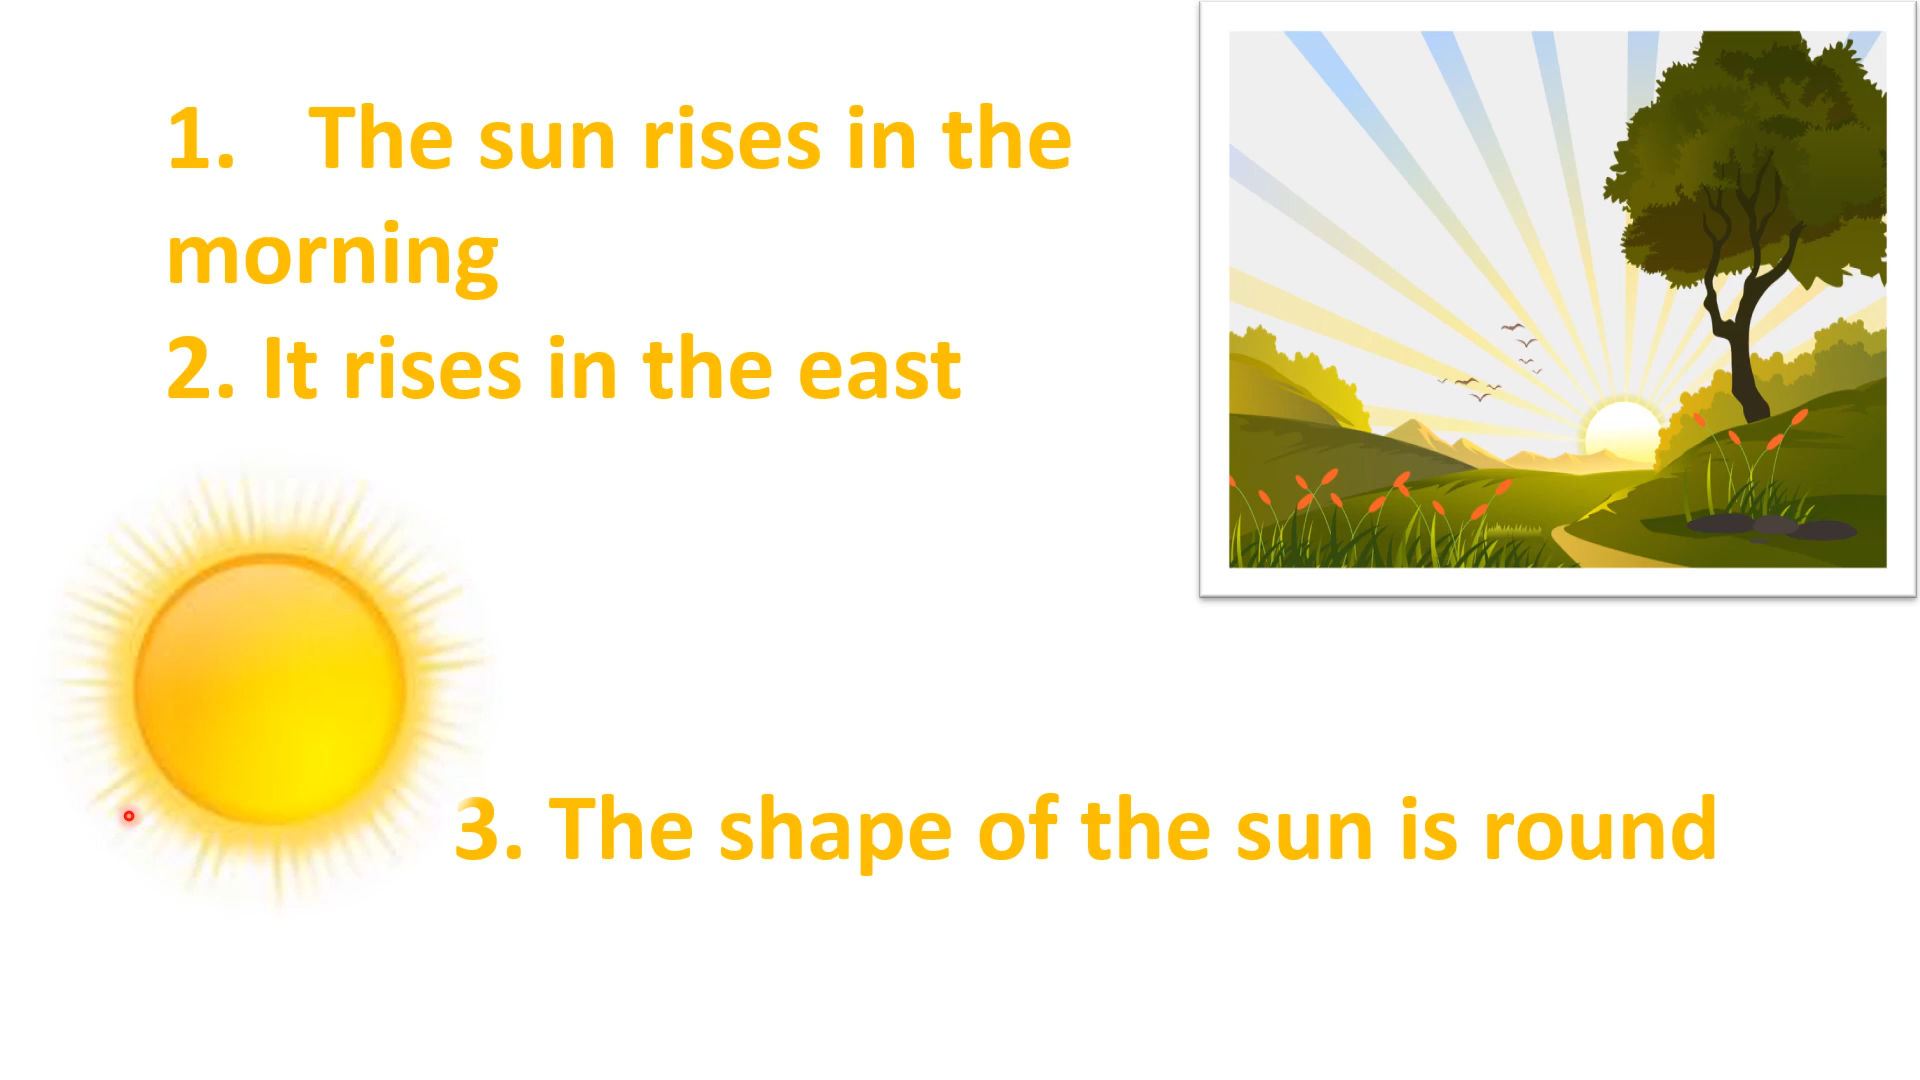 1. The sun rises in the
morning
2. It rises in the east
3. The shape of the sun is round